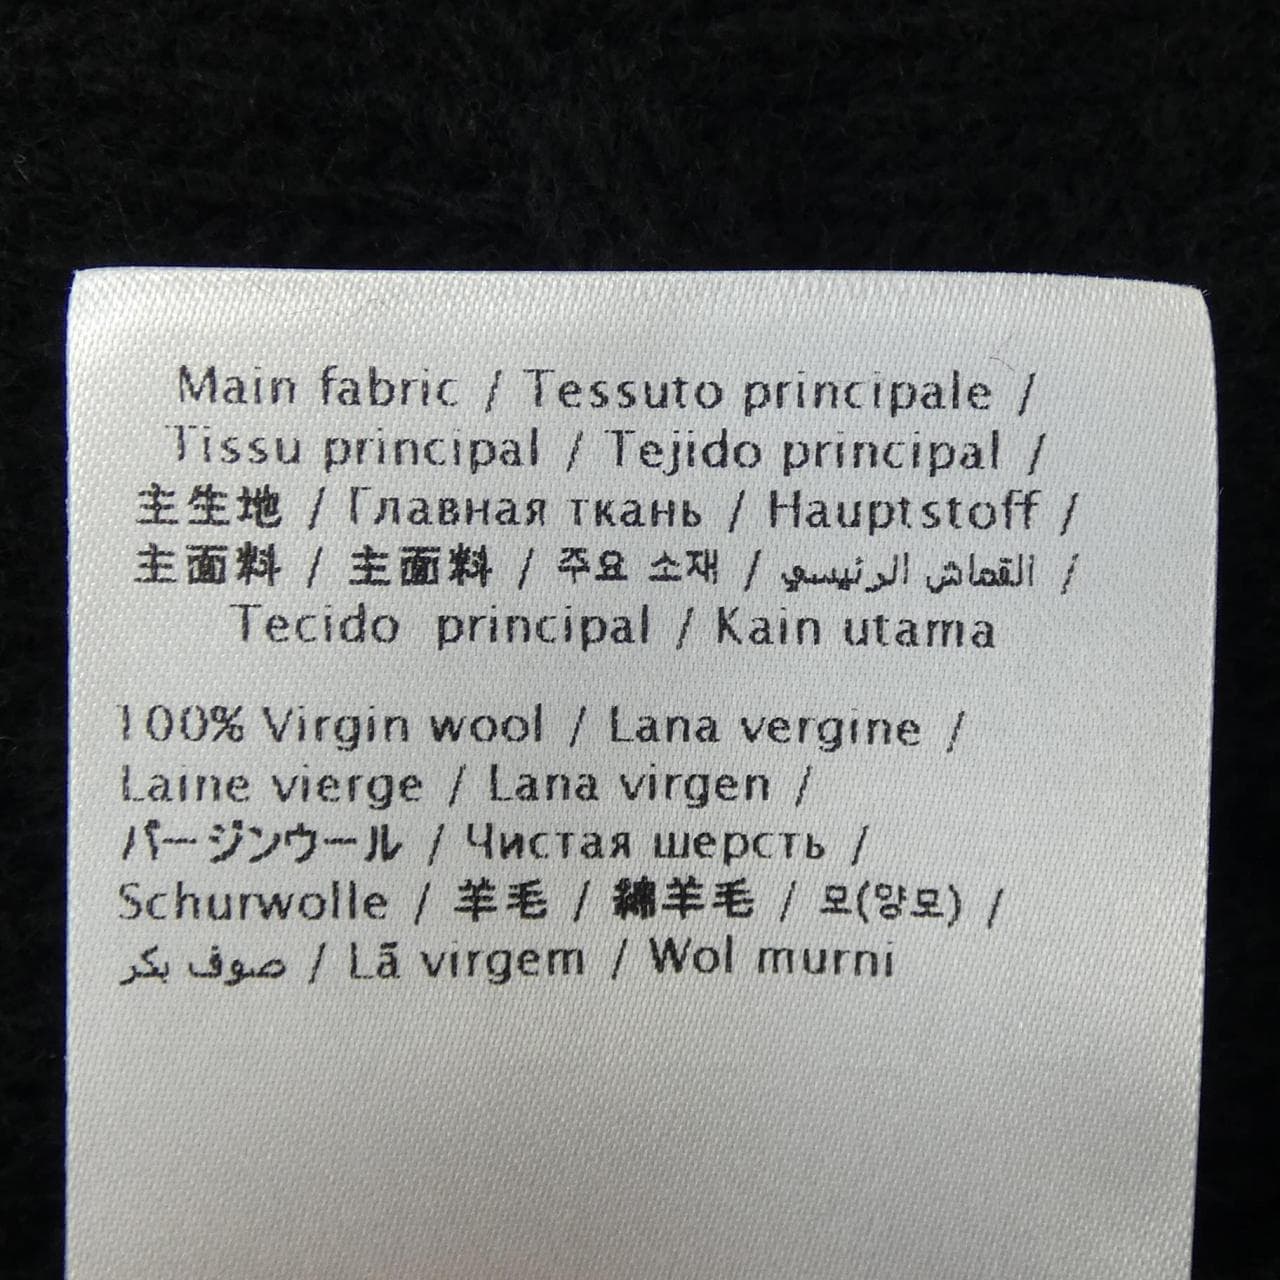 Main fabric / Tessuto principale /
Tissu principal / Tejido principal /
主生地 / Главная ткань / Hauptstoff /
主面料 / 主面料 / 주요 소재 / القماش الرئيسي /
Tecido principal / Kain utama
100% Virgin wool / Lana vergine /
Laine vierge / Lana virgen /
バージンウール / Чистая шерсть /
Schurwolle / 羊毛 / 綿羊毛 / 모(양모) /
صوف بكر / Lã virgem / Wol murni